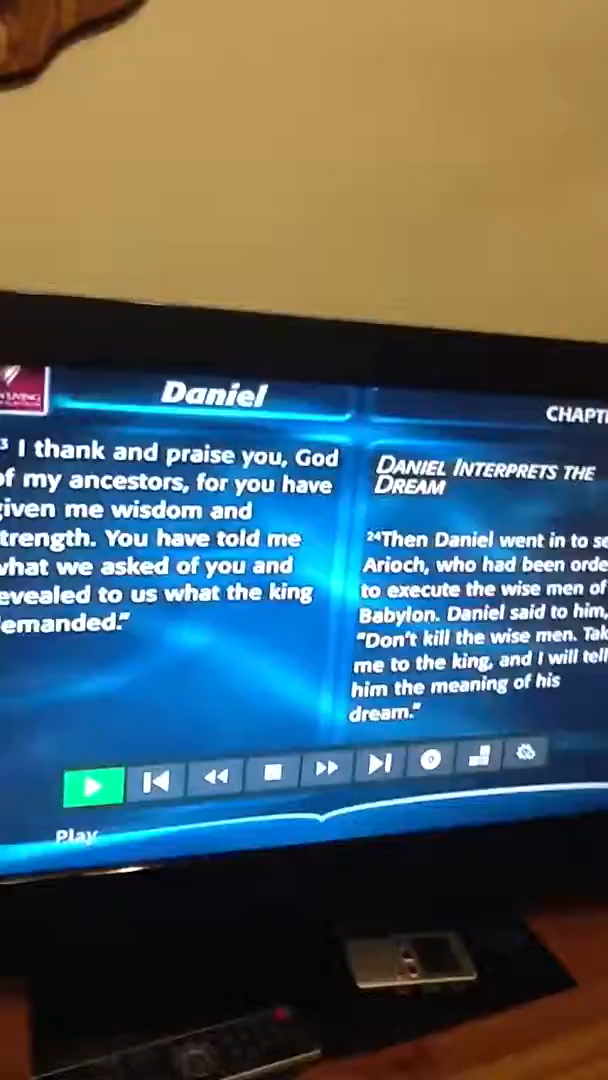 Daniel
CHAPT
LIVING
3 I thank and praise you, God
of my ancestors, for you have
given me wisdom and
trength. You have told me
what we asked of you and
evealed to us what the king
emanded."
DANIEL INTERPRETS THE
DREAM
24Then Daniel went in to se
Arioch, who had been orde
to execute the wise men of
Babylon. Daniel said to him,
"Don't kill the wise men. Tak
me to the king, and I will tell
him the meaning of his
dream."
Play